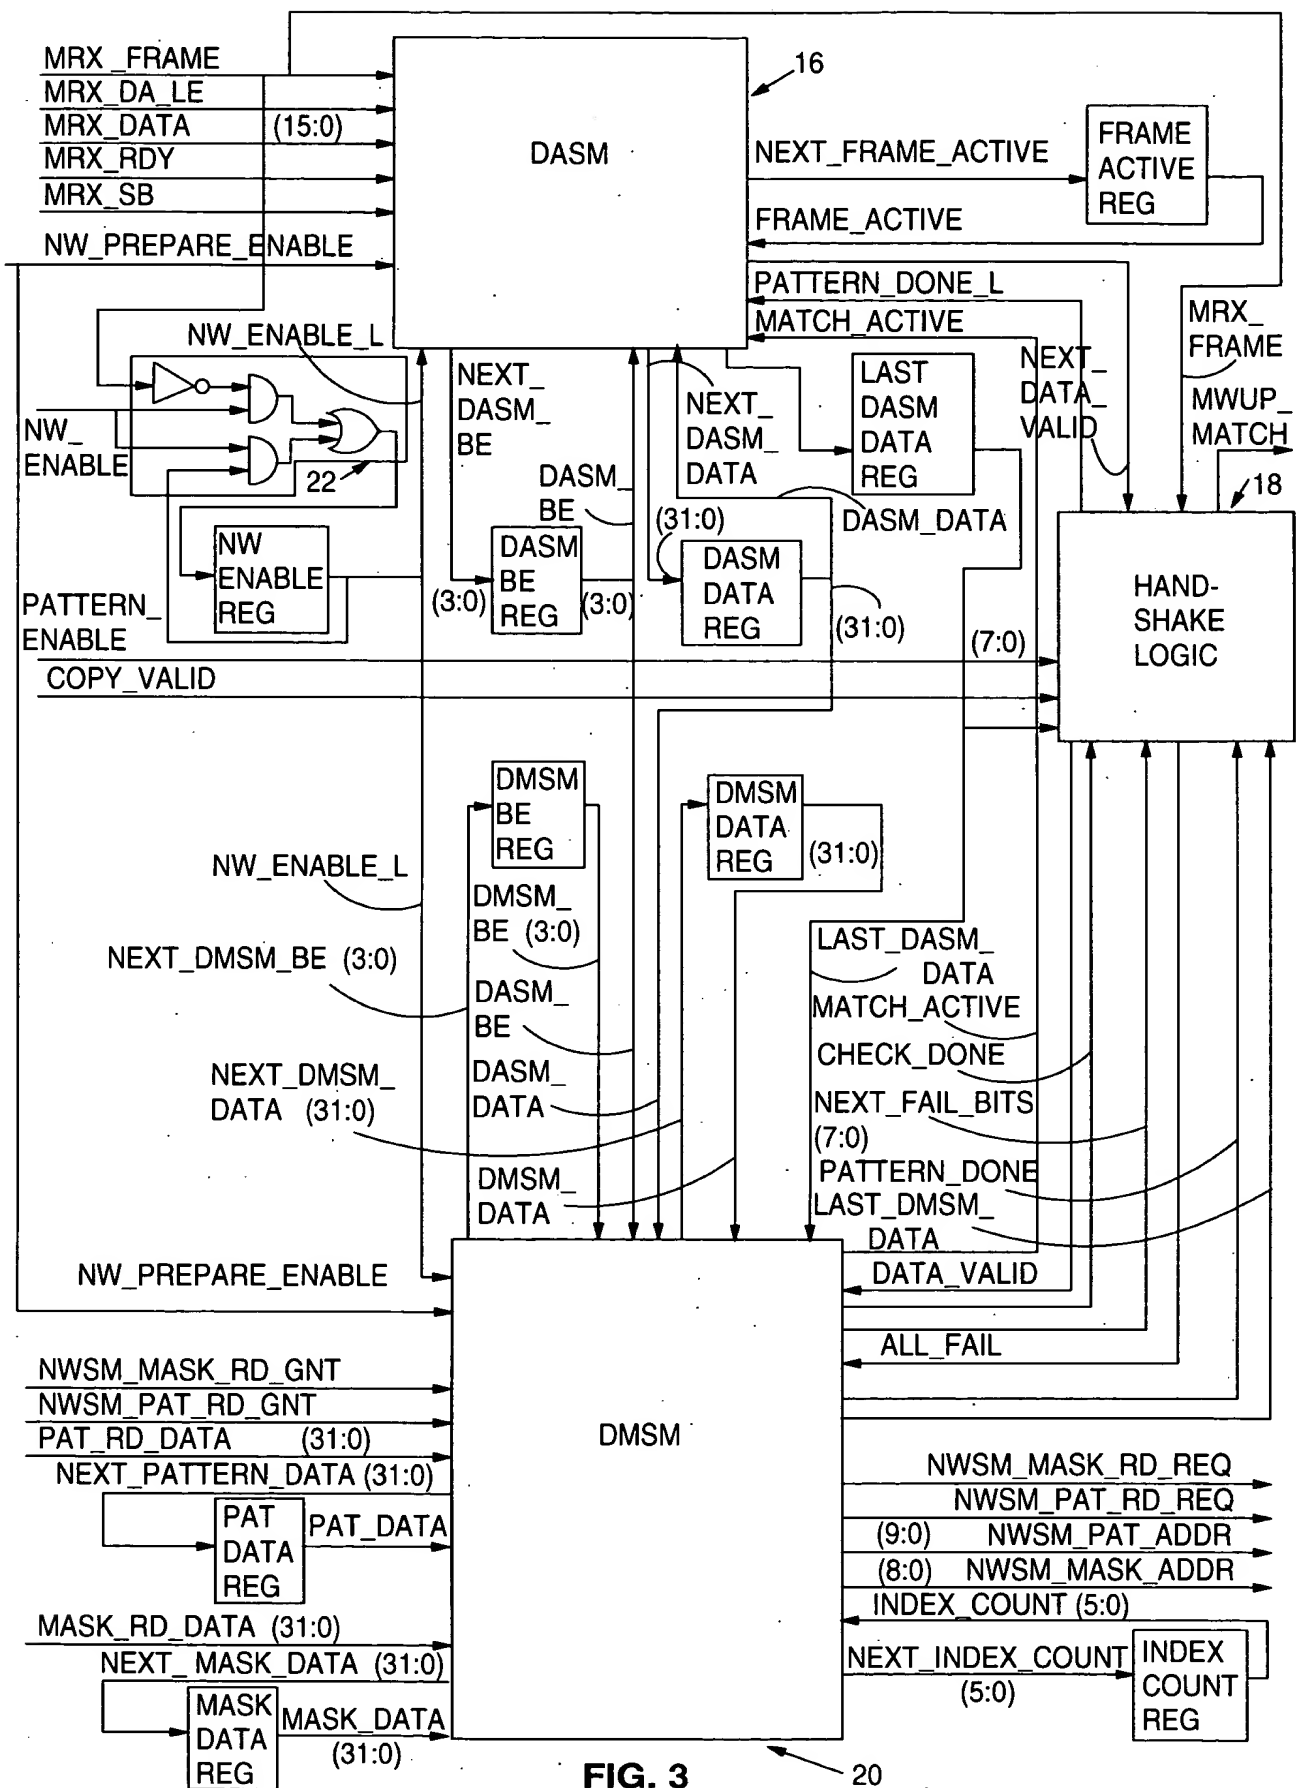 MRX_FRAME
MRX_DA_LE
MRX_DATA (15:0)
MRX_RDY
MRX_SB
NW_PREPARE_ENABLE
DASM
16
NEXT_FRAME_ACTIVE
FRAME
ACTIVE
REG
FRAME_ACTIVE
PATTERN_DONE_L
MATCH_ACTIVE
NW_ENABLE_L
NW_
ENABLE
22
NW
ENABLE
REG
NEXT_
DASM_
BE
DASM_
BE
(3:0)
DASM
BE
REG
(3:0)
NEXT_
DASM_
DATA
(31:0)
DASM
DATA
REG
LAST
DASM
DATA
REG
DASM_DATA
(31:0)
NEXT_
DATA_
VALID
MRX_
FRAME
MWUP_
MATCH
18
HAND-
SHAKE
LOGIC
PATTERN_
ENABLE
(7:0)
COPY_VALID
DMSM
BE
REG
DMSM
DATA
REG
(31:0)
NW_ENABLE_L
NEXT_DMSM_BE (3:0)
DMSM_
BE (3:0)
DASM_
BE
NEXT_DMSM_
DATA (31:0)
DASM_
DATA
DMSM_
DATA
LAST_DASM_
DATA
MATCH_ACTIVE
CHECK_DONE
NEXT_FAIL_BITS
(7:0)
PATTERN_DONE
LAST_DMSM_
DATA
DATA_VALID
ALL_FAIL
NW_PREPARE_ENABLE
NWSM_MASK_RD_GNT
NWSM_PAT_RD_GNT
PAT_RD_DATA (31:0)
NEXT_PATTERN_DATA (31:0)
PAT
DATA
REG
PAT_DATA
MASK_RD_DATA (31:0)
NEXT_MASK_DATA (31:0)
MASK
DATA
REG
MASK_DATA
(31:0)
DMSM
NWSM_MASK_RD_REQ
NWSM_PAT_RD_REQ
(9:0) NWSM_PAT_ADDR
(8:0) NWSM_MASK_ADDR
INDEX_COUNT (5:0)
NEXT_INDEX_COUNT
(5:0)
INDEX
COUNT
REG
20
FIG. 3